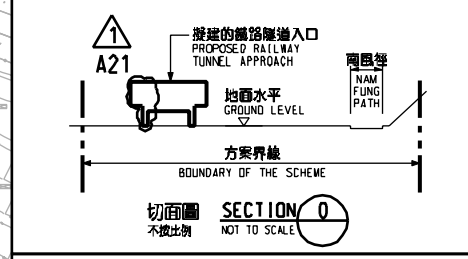 1
A21
擬建的鐵路隧道入口
PROPOSED RAILWAY
TUNNEL APPROACH
南風徑
NAM
FUNG
PATH
地面水平
GROUND LEVEL
方案界線
BOUNDARY OF THE SCHEME
切面圖 SECTION O
不按比例 NOT TO SCALE